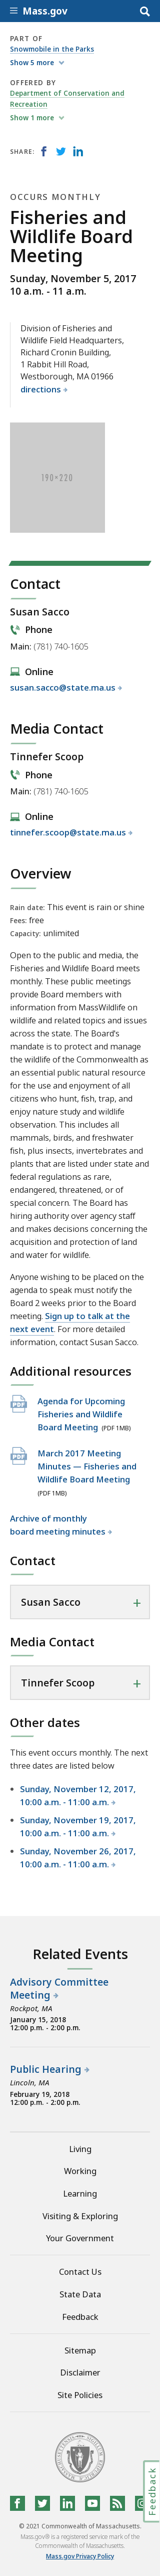 Mass.gov
PART OF
Snowmobile in the Parks
Show 5 more
OFFERED BY
Department of Conservation and
Recreation
Show 1 more
SHARE:
OCCURS MONTHLY
Fisheries and
Wildlife Board
Meeting
Sunday, November 5, 2017
10 a.m. - 11 a.m.
Division of Fisheries and
Wildlife Field Headquarters,
Richard Cronin Building,
1 Rabbit Hill Road,
Westborough, MA 01966
directions
190×220
Contact
Susan Sacco
Phone
Main: (781) 740-1605
Online
susan.sacco@state.ma.us
Media Contact
Tinnefer Scoop
Phone
Main: (781) 740-1605
Online
tinnefer.scoop@state.ma.us
Overview
Rain date: This event is rain or shine
Fees: free
Capacity: unlimited
Open to the public and media, the
Fisheries and Wildlife Board meets
monthly. These public meetings
provide Board members with
information from MassWildlife on
wildlife and related topics and issues
across the state. The Board's
mandate is to protect and manage
the wildlife of the Commonwealth as
an essential public natural resource
for the public use and enjoyment of
all citizens who hunt, fish, trap, and
enjoy outdoor nature study and
wildlife observation. This includes all
mammals, birds, and freshwater
fish, plus insects, invertebrates and
plants that are listed under state and
federal regulations as rare,
endangered, threatened, or of
special concern. The Board has
hiring authority over agency staff
and weighs in on the acquisition of
land for wildlife.
Anyone wishing to be placed on the
agenda to speak must notify the
Board 2 weeks prior to the Board
meeting. Sign up to talk at the
next event. For more detailed
information, contact Susan Sacco.
Additional resources
Agenda for Upcoming
Fisheries and Wildlife
Board Meeting (PDF 1MB)
March 2017 Meeting
Minutes — Fisheries and
Wildlife Board Meeting
(PDF 1MB)
Archive of monthly
board meeting minutes
Contact
Susan Sacco
Media Contact
Tinnefer Scoop
Other dates
This event occurs monthly. The next
three dates are listed below
Sunday, November 12, 2017,
10:00 a.m. - 11:00 a.m.
Sunday, November 19, 2017,
10:00 a.m. - 11:00 a.m.
Sunday, November 26, 2017,
10:00 a.m. - 11:00 a.m.
Related Events
Advisory Committee
Meeting
Rockport, MA
January 15, 2018
12:00 p.m. - 2:00 p.m.
Public Hearing
Lincoln, MA
February 19, 2018
12:00 p.m. - 2:00 p.m.
Living
Working
Learning
Visiting & Exploring
Your Government
Contact Us
State Data
Feedback
Sitemap
Disclaimer
Site Policies
Feedback
© 2021 Commonwealth of Massachusetts.
Mass.gov® is a registered service mark of the
Commonwealth of Massachusetts.
Mass.gov Privacy Policy